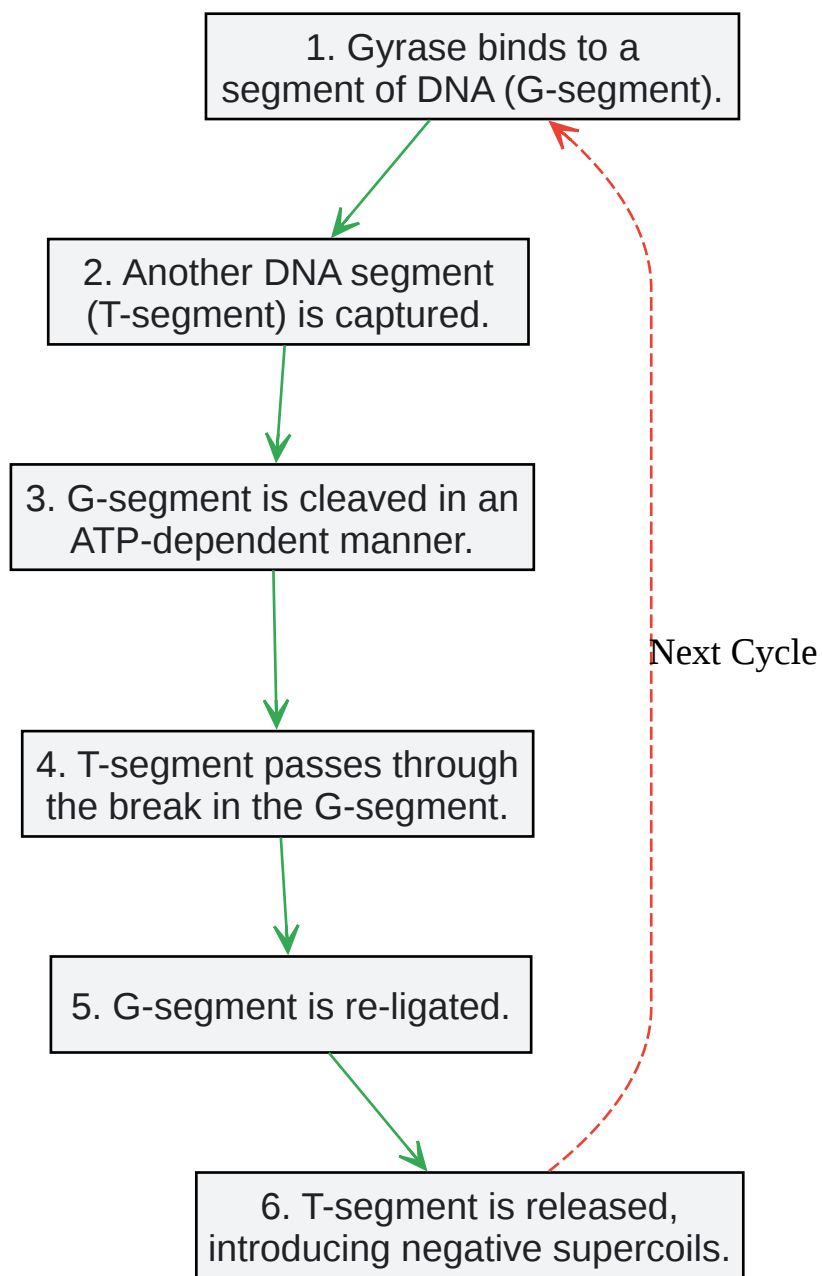 1. Gyrase binds to a
segment of DNA (G-segment).
2. Another DNA segment
(T-segment) is captured.
3. G-segment is cleaved in an
ATP-dependent manner.
Next Cycle
4. T-segment passes through
the break in the G-segment.
5. G-segment is re-ligated.
6. T-segment is released,
introducing negative supercoils.